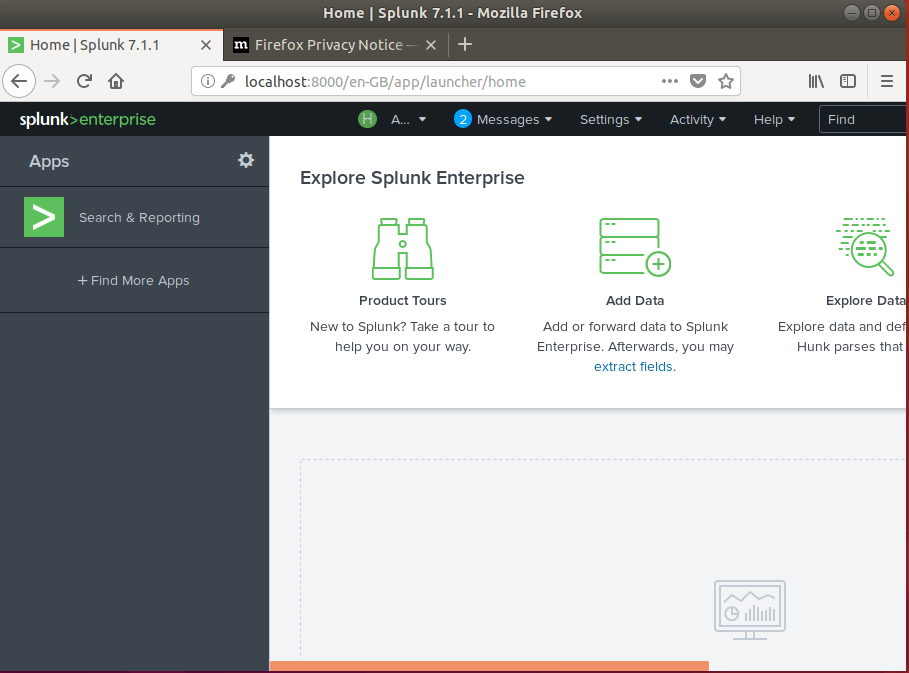 Home | Splunk 7.1.1 - Mozilla Firefox
Home | Splunk 7.1.1
m Firefox Privacy Notice —
localhost:8000/en-GB/app/launcher/home
splunk>enterprise
H A... 2 Messages Settings Activity Help Find
Apps
Search & Reporting
+ Find More Apps
Explore Splunk Enterprise
Product Tours
New to Splunk? Take a tour to
help you on your way.
Add Data
Add or forward data to Splunk
Enterprise. Afterwards, you may
extract fields.
Explore Data
Explore data and def
Hunk parses that